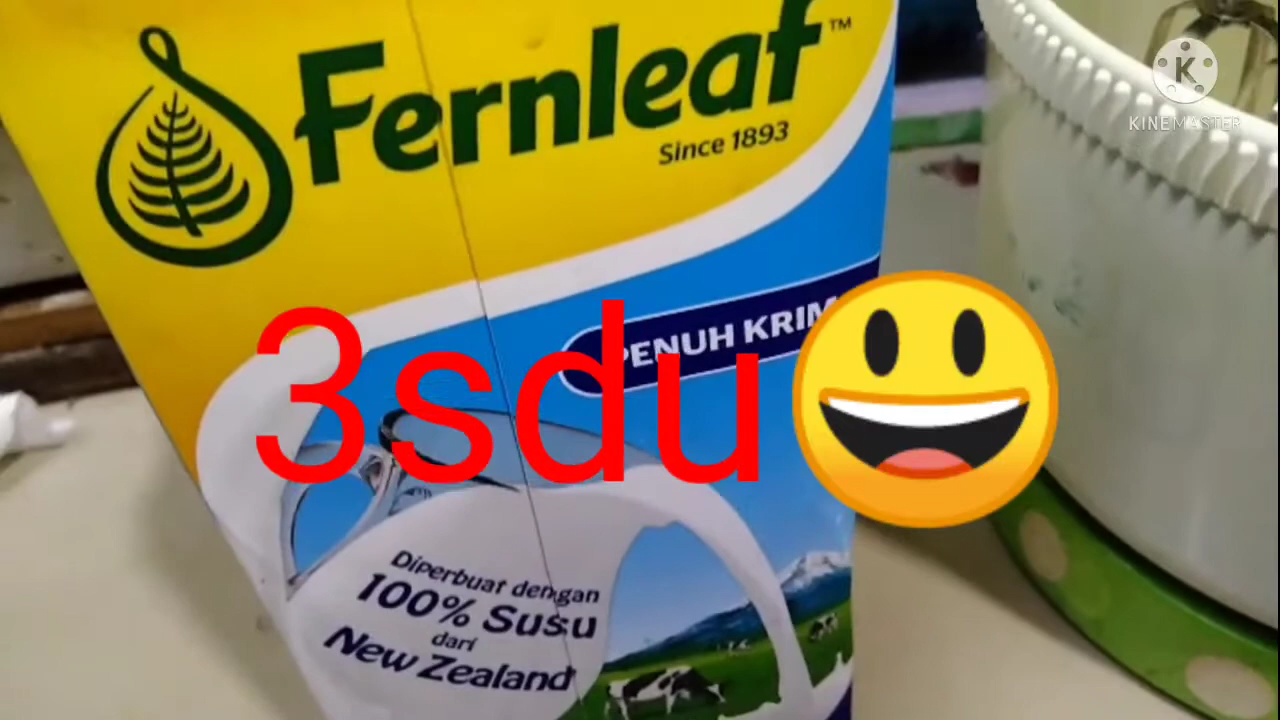 Fernleaf™
Since 1893
KINEMASTER
PENUH KRIM
3sdu😃
Diperbuat dengan
100% Susu
dari
New Zealand